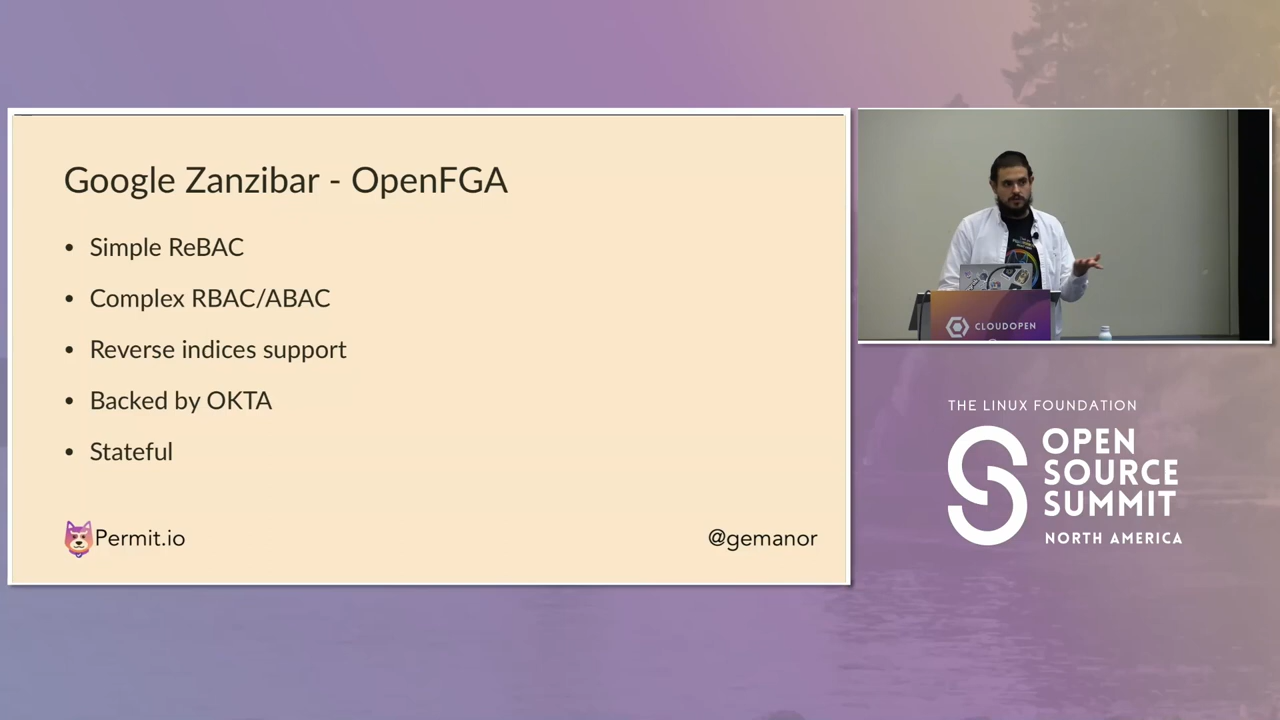 Google Zanzibar - OpenFGA
• Simple ReBAC
• Complex RBAC/ABAC
• Reverse indices support
• Backed by OKTA
• Stateful
Permit.io
@gemanor
CLOUDOPEN
THE LINUX FOUNDATION
OPEN
SOURCE
SUMMIT
NORTH AMERICA